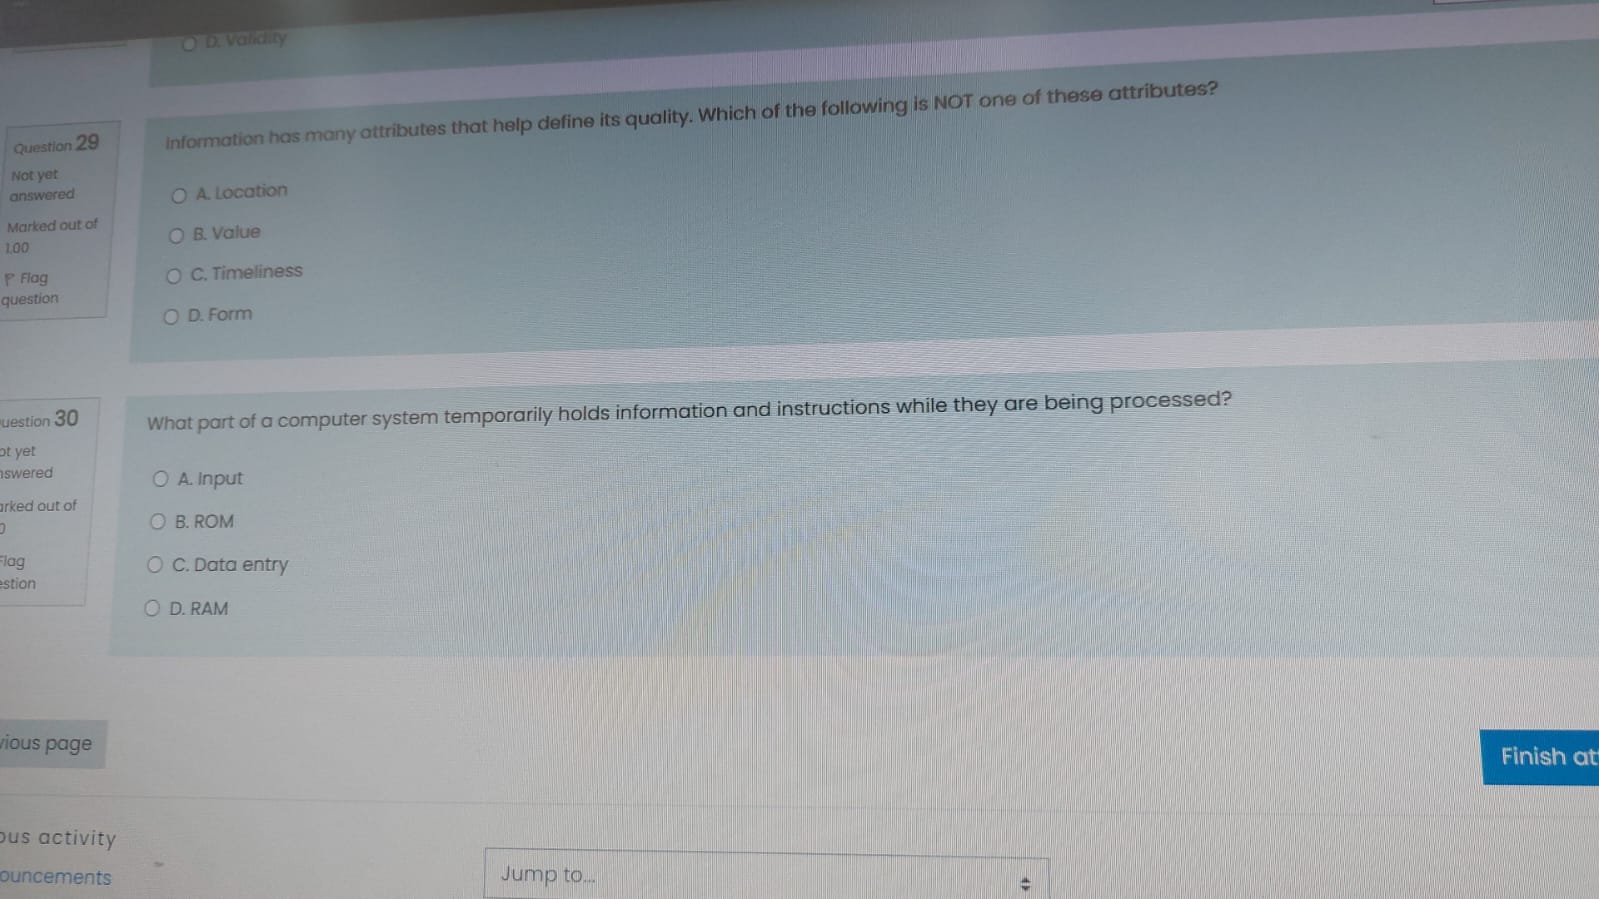 D. Validity
Question 29
Not yet
answered
Marked out of
1.00
Flag
question
Information has many attributes that help define its quality. Which of the following is NOT one of these attributes?
A. Location
B. Value
C. Timeliness
D. Form
uestion 30
ot yet
nswered
arked out of
0
Flag
estion
What part of a computer system temporarily holds information and instructions while they are being processed?
A. Input
B. ROM
C. Data entry
D. RAM
vious page
Finish at
ous activity
ouncements
Jump to...